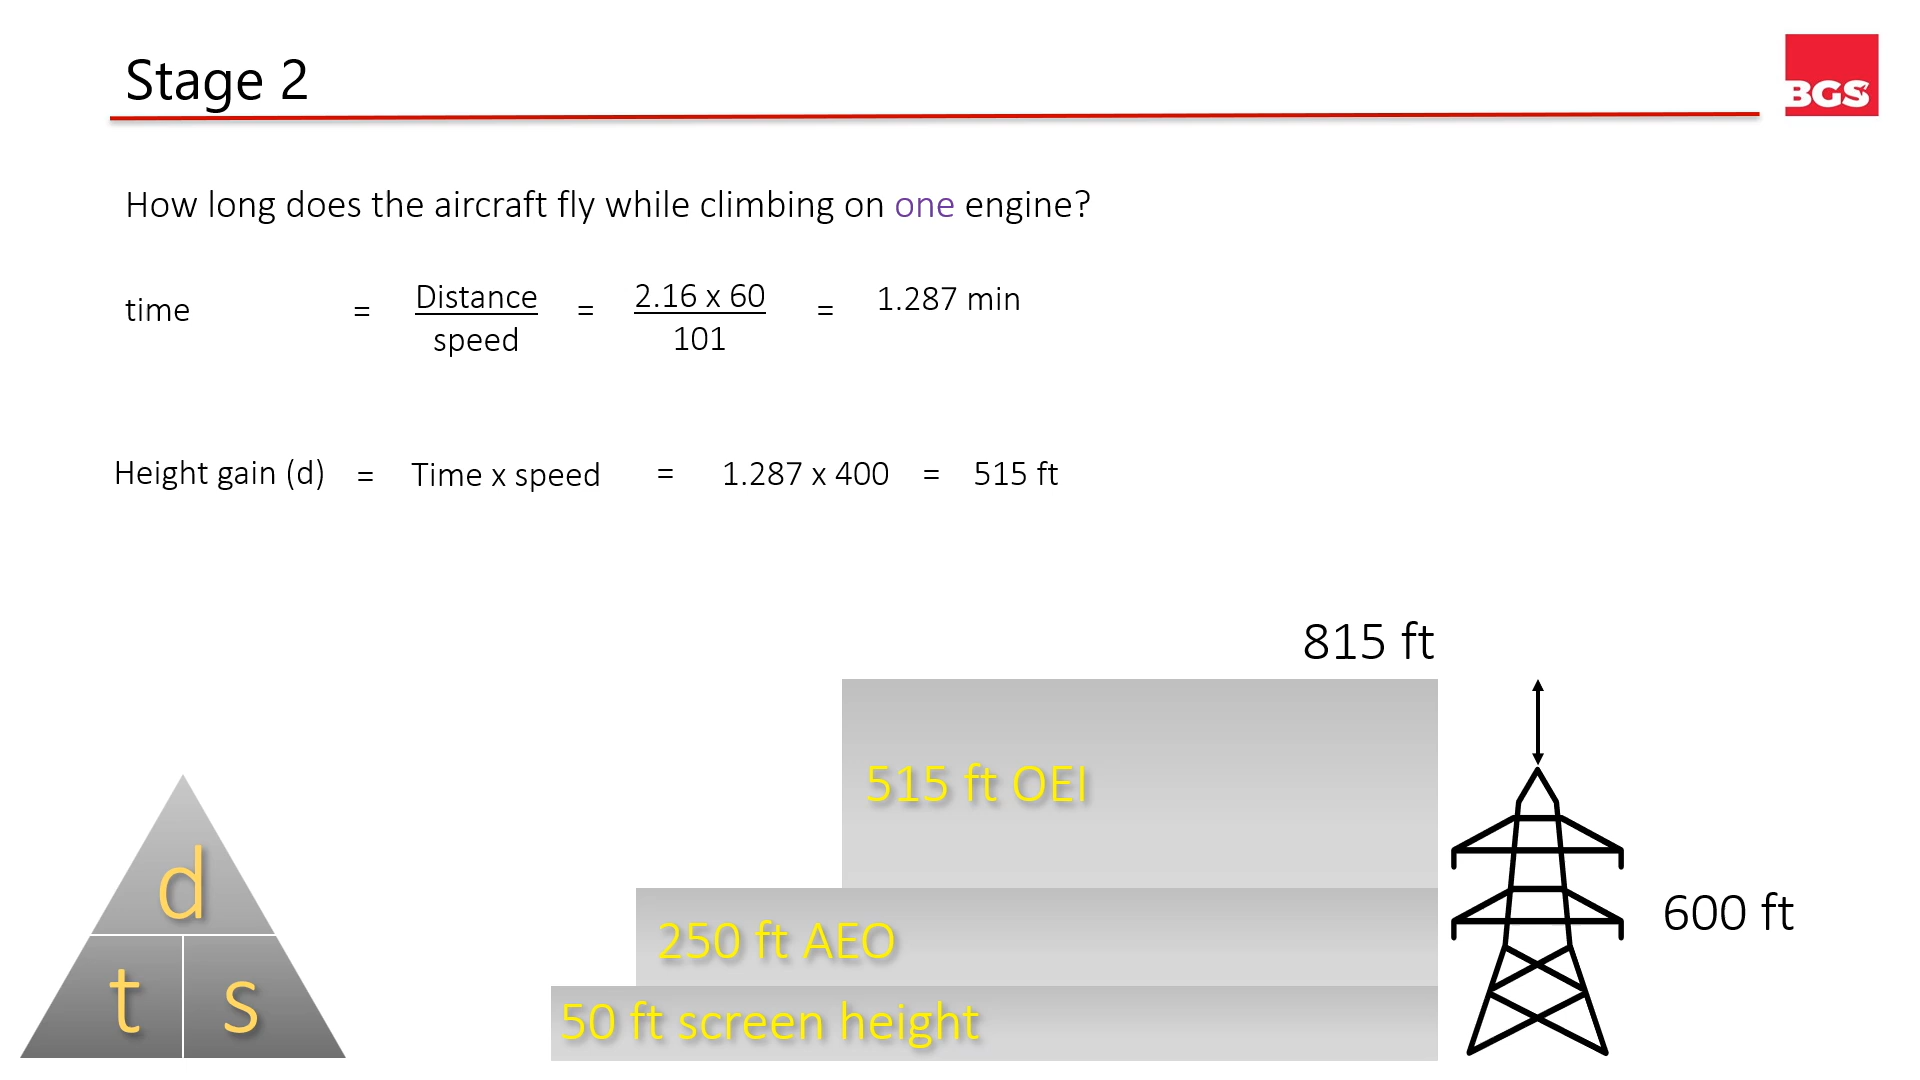 Stage 2
BGS
How long does the aircraft fly while climbing on one engine?
time = Distance = 2.16 x 60 = 1.287 min
speed 101
Height gain (d) = Time x speed = 1.287 x 400 = 515 ft
815 ft
515 ft OEI
d
600 ft
250 ft AEO
t s
50 ft screen height